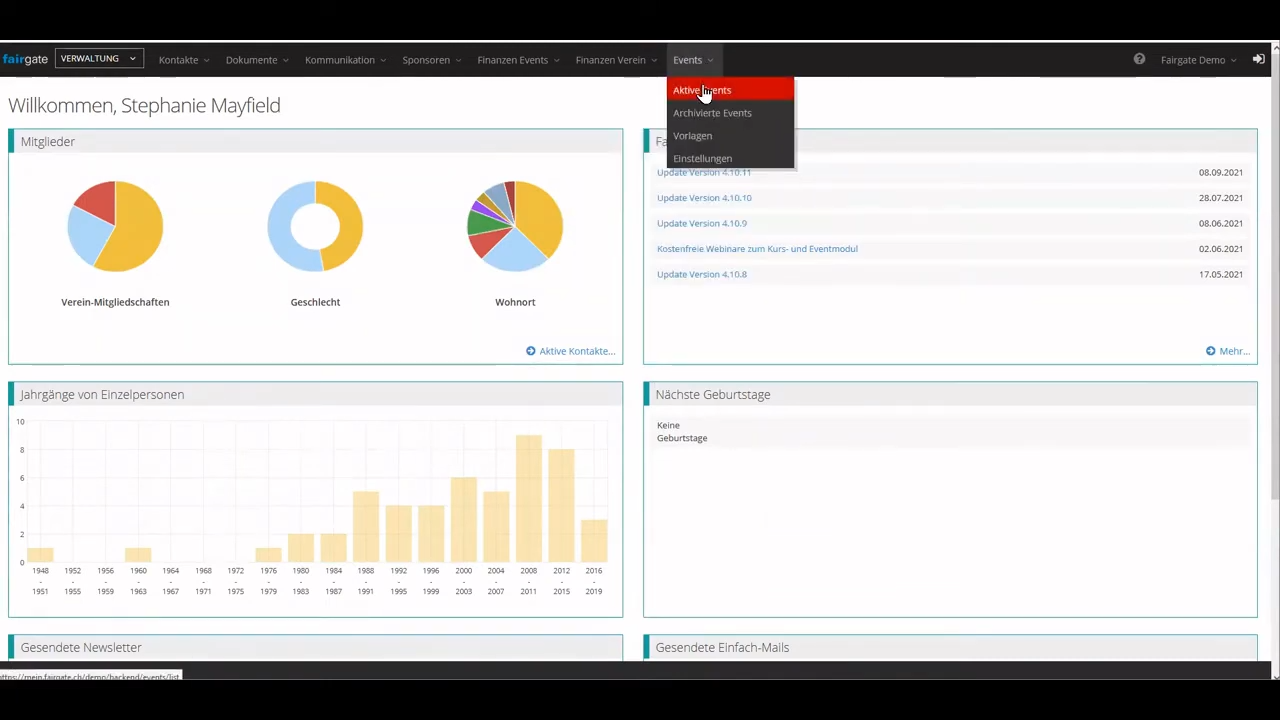 fairgate VERWALTUNG Kontakte Dokumente Kommunikation Sponsoren Finanzen Events Finanzen Verein Events Fairgate Demo
Aktive Events
Archivierte Events
Vorlagen
Einstellungen
Willkommen, Stephanie Mayfield
Mitglieder
Verein-Mitgliedschaften
Geschlecht
Wohnort
Aktive Kontakte...
Update Version 4.10.11 08.09.2021
Update Version 4.10.10 28.07.2021
Update Version 4.10.9 08.06.2021
Kostenfreie Webinare zum Kurs- und Eventmodul 02.06.2021
Update Version 4.10.8 17.05.2021
Mehr...
Jahrgänge von Einzelpersonen
10
8
6
4
2
0
1948 1952 1956 1960 1964 1968 1972 1976 1980 1984 1988 1992 1996 2000 2004 2008 2012 2016
- - - - - - - - - - - - - - - - - -
1951 1955 1959 1963 1967 1971 1975 1979 1983 1987 1991 1995 1999 2003 2007 2011 2015 2019
Nächste Geburtstage
Keine
Geburtstage
Gesendete Newsletter
Gesendete Einfach-Mails
https://mein.fairgate.ch/demo/backend/events/list